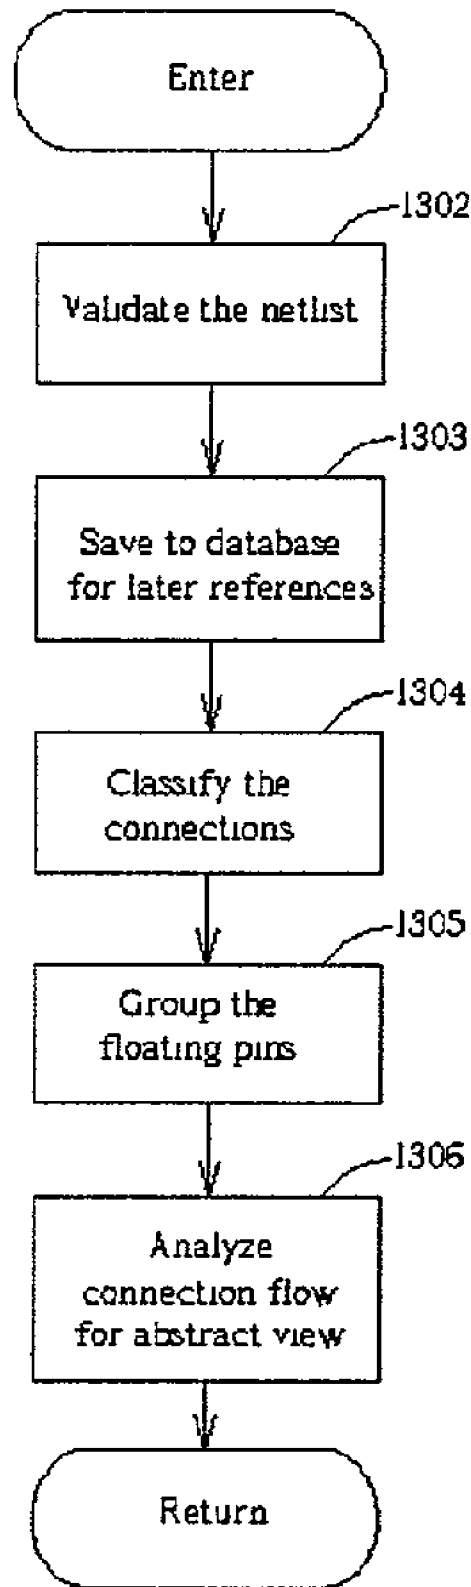 Enter
1302
Validate the netlist
1303
Save to database
for later references
1304
Classify the
connections
1305
Group the
floating pins
1306
Analyze
connection flow
for abstract view
Return